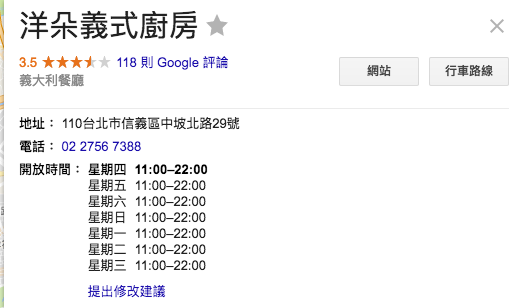 洋朵義式廚房
3.5 118 則 Google 評論
義大利餐廳
網站
行車路線
地址： 110台北市信義區中坡北路29號
電話： 02 2756 7388
開放時間： 星期四 11:00–22:00
星期五 11:00–22:00
星期六 11:00–22:00
星期日 11:00–22:00
星期一 11:00–22:00
星期二 11:00–22:00
星期三 11:00–22:00
提出修改建議